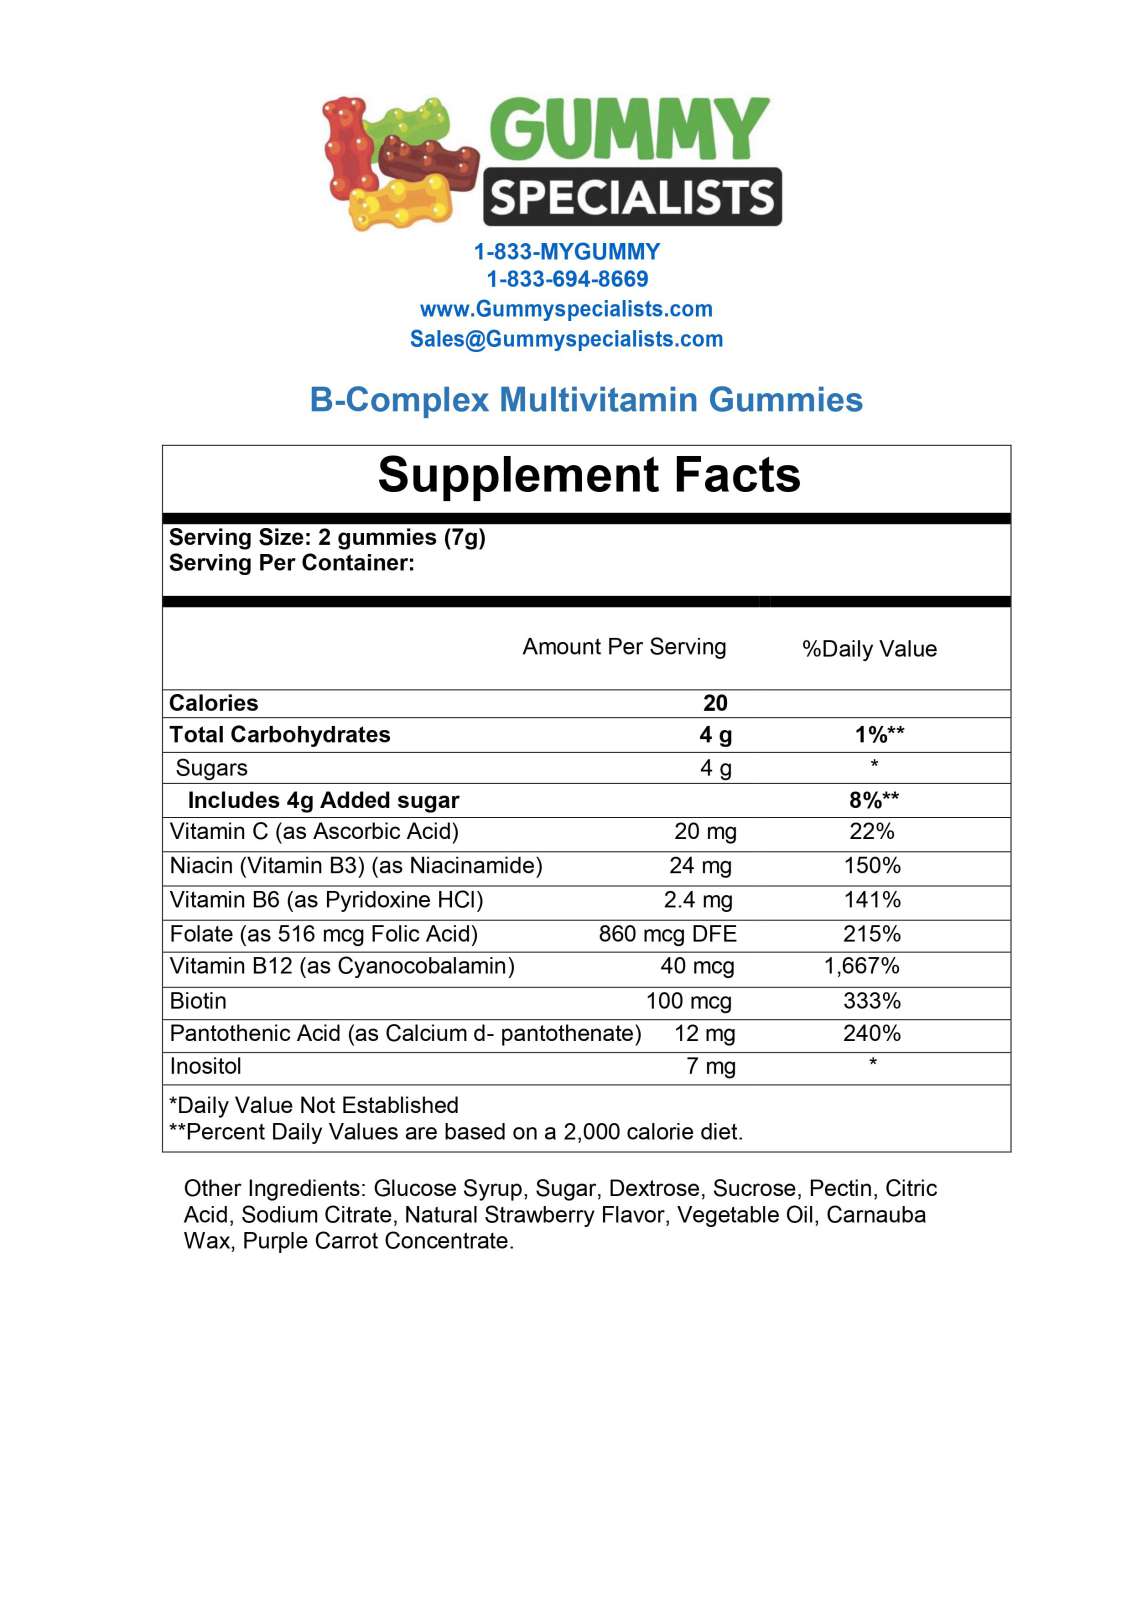 GUMMY
SPECIALISTS
1-833-MYGUMMY
1-833-694-8669
www.Gummyspecialists.com
Sales@Gummyspecialists.com
B-Complex Multivitamin Gummies
Supplement Facts
Serving Size: 2 gummies (7g)
Serving Per Container:
Amount Per Serving %Daily Value
Calories 20
Total Carbohydrates 4 g 1%**
Sugars 4 g *
Includes 4g Added sugar 8%**
Vitamin C (as Ascorbic Acid) 20 mg 22%
Niacin (Vitamin B3) (as Niacinamide) 24 mg 150%
Vitamin B6 (as Pyridoxine HCl) 2.4 mg 141%
Folate (as 516 mcg Folic Acid) 860 mcg DFE 215%
Vitamin B12 (as Cyanocobalamin) 40 mcg 1,667%
Biotin 100 mcg 333%
Pantothenic Acid (as Calcium d- pantothenate) 12 mg 240%
Inositol 7 mg *
*Daily Value Not Established
**Percent Daily Values are based on a 2,000 calorie diet.
Other Ingredients: Glucose Syrup, Sugar, Dextrose, Sucrose, Pectin, Citric
Acid, Sodium Citrate, Natural Strawberry Flavor, Vegetable Oil, Carnauba
Wax, Purple Carrot Concentrate.